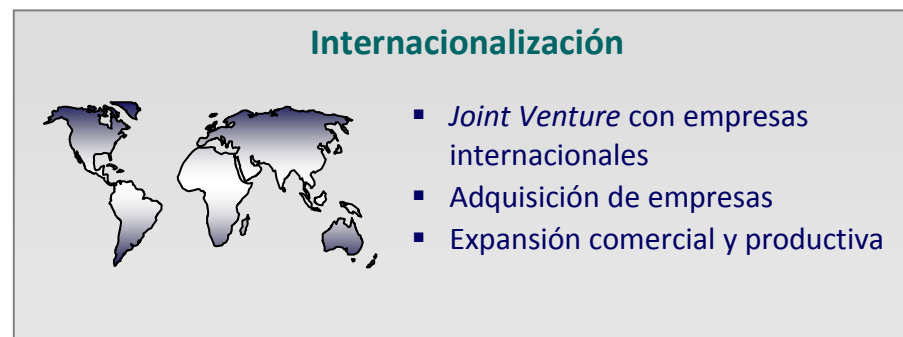 Internacionalización
▪ Joint Venture con empresas
internacionales
▪ Adquisición de empresas
▪ Expansión comercial y productiva